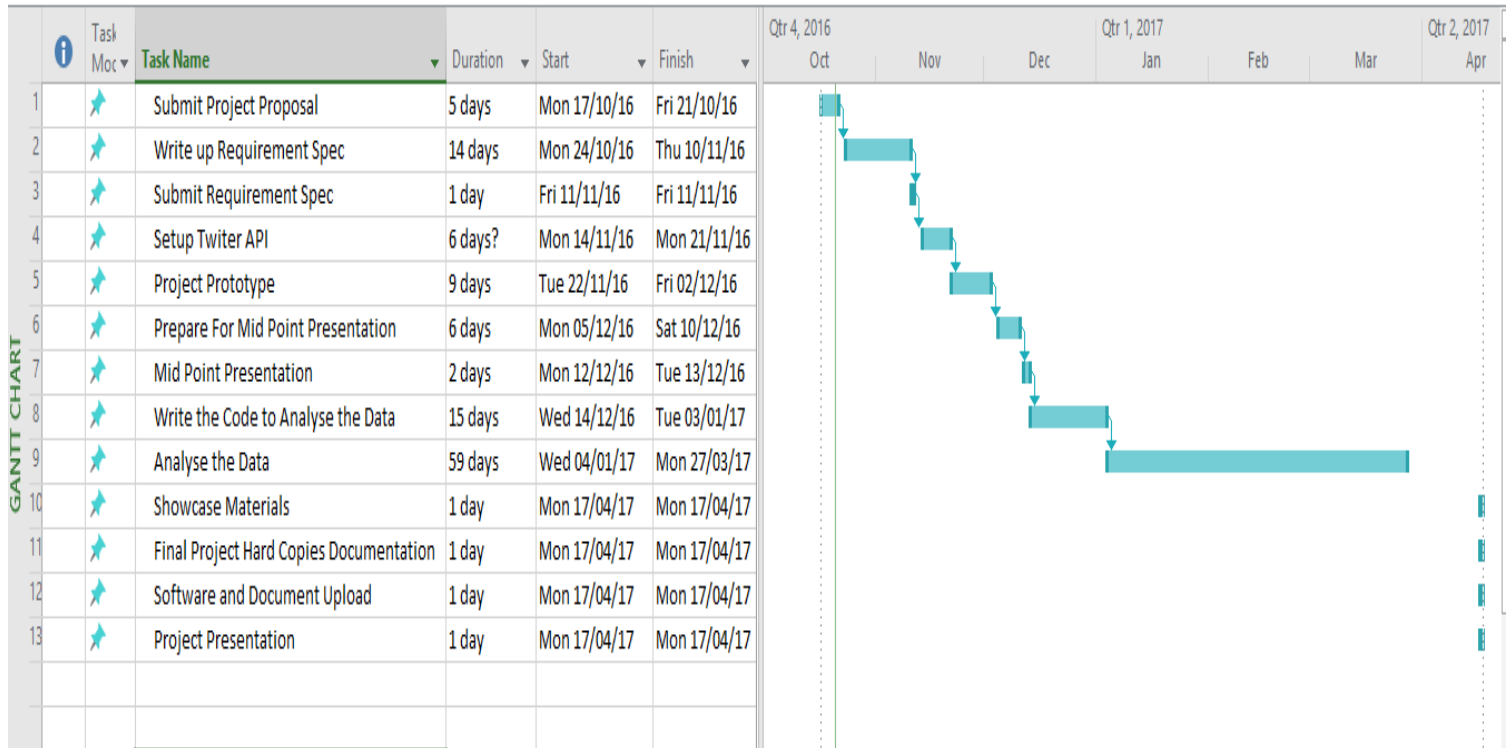 Qtr 4, 2016 Qtr 1, 2017 Qtr 2, 2017
Task Moc Task Name Duration Start Finish Oct Nov Dec Jan Feb Mar Apr
1 Submit Project Proposal 5 days Mon 17/10/16 Fri 21/10/16
2 Write up Requirement Spec 14 days Mon 24/10/16 Thu 10/11/16
3 Submit Requirement Spec 1 day Fri 11/11/16 Fri 11/11/16
4 Setup Twiter API 6 days? Mon 14/11/16 Mon 21/11/16
5 Project Prototype 9 days Tue 22/11/16 Fri 02/12/16
6 Prepare For Mid Point Presentation 6 days Mon 05/12/16 Sat 10/12/16
7 Mid Point Presentation 2 days Mon 12/12/16 Tue 13/12/16
8 Write the Code to Analyse the Data 15 days Wed 14/12/16 Tue 03/01/17
9 Analyse the Data 59 days Wed 04/01/17 Mon 27/03/17
10 Showcase Materials 1 day Mon 17/04/17 Mon 17/04/17
11 Final Project Hard Copies Documentation 1 day Mon 17/04/17 Mon 17/04/17
12 Software and Document Upload 1 day Mon 17/04/17 Mon 17/04/17
13 Project Presentation 1 day Mon 17/04/17 Mon 17/04/17
GANTT CHART